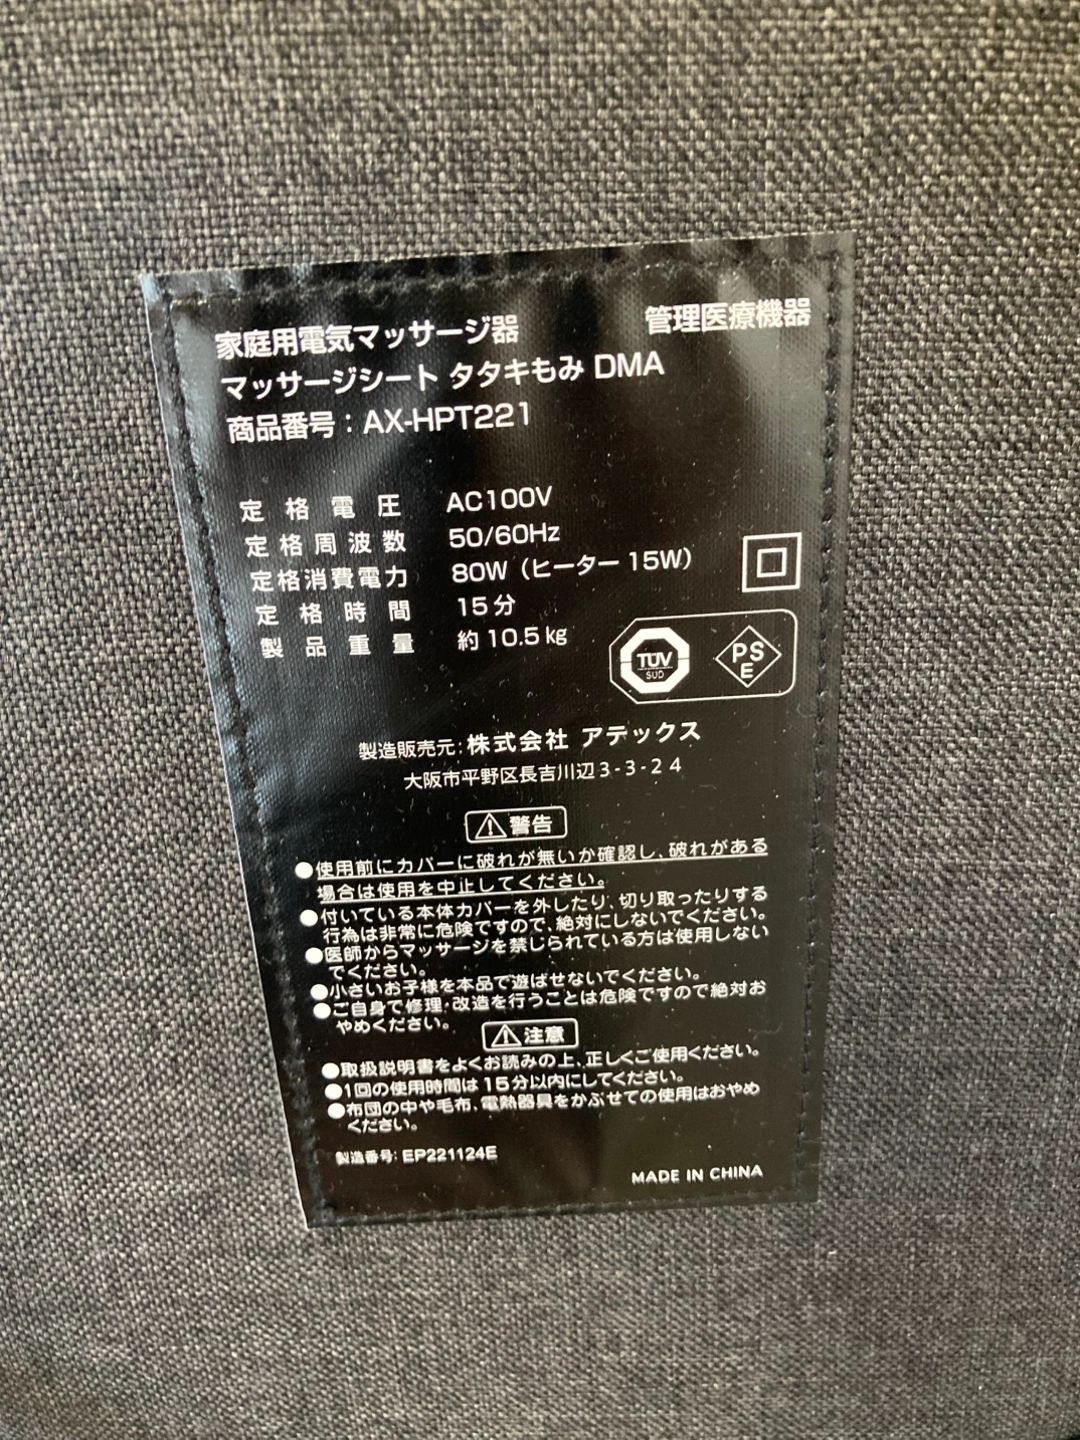 家庭用電気マッサージ器 管理医療機器
マッサージシート タタキもみ DMA
商品番号：AX-HPT221
定格電圧 AC100V
定格周波数 50/60Hz
定格消費電力 80W（ヒーター 15W）
定格時間 15分
製品重量 約10.5kg
TÜV
SUD
PS
E
製造販売元：株式会社 アテックス
大阪市平野区長吉川辺3-3-24
警告
●使用前にカバーに破れが無いか確認し、破れがある
場合は使用を中止してください。
●付いている本体カバーを外したり、切り取ったりする
行為は非常に危険ですので、絶対にしないでください。
●医師からマッサージを禁じられている方は使用しない
でください。
●小さいお子様を本品で遊ばせないでください。
●ご自身で修理・改造を行うことは危険ですので絶対お
やめください。
注意
●取扱説明書をよくお読みの上、正しくご使用ください。
●1回の使用時間は15分以内にしてください。
●布団の中や毛布、電熱器具をかぶせての使用はおやめ
ください。
製造番号：EP221124E
MADE IN CHINA